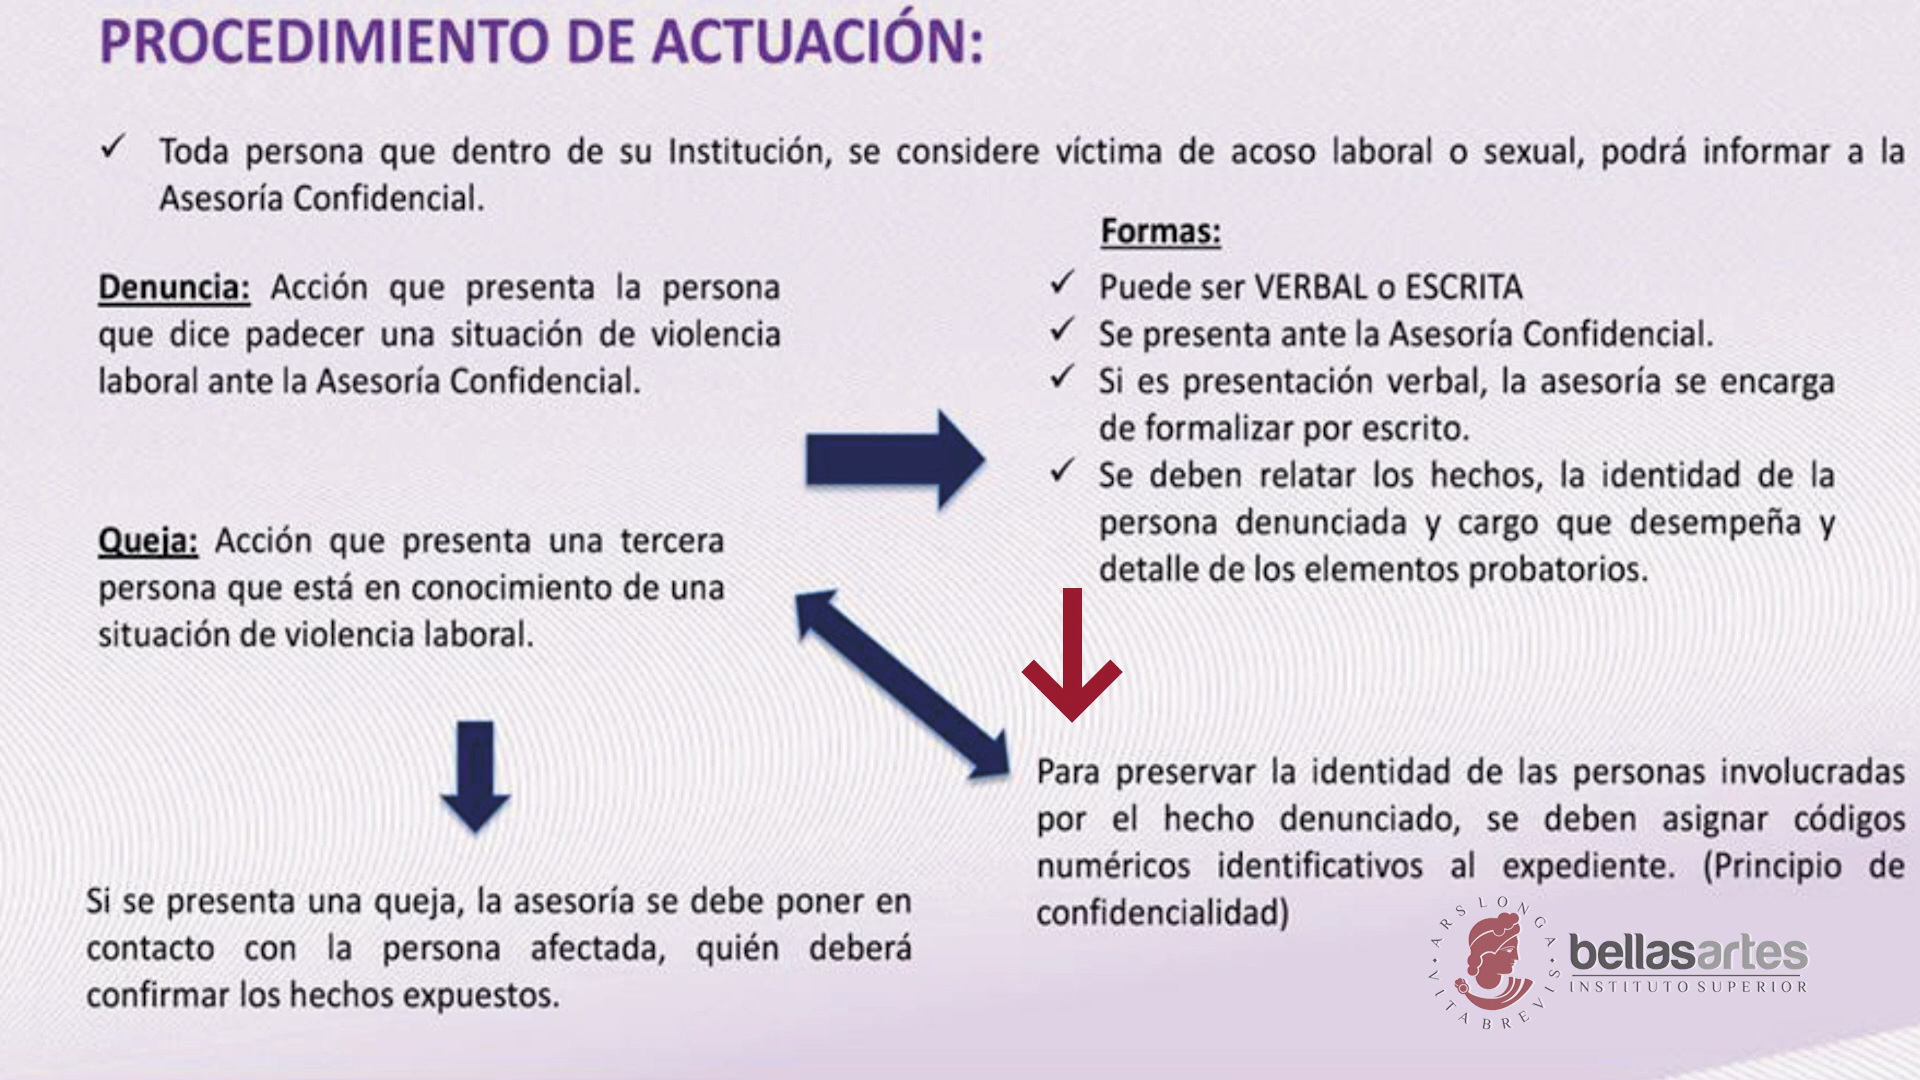 PROCEDIMIENTO DE ACTUACIÓN:
✓ Toda persona que dentro de su Institución, se considere víctima de acoso laboral o sexual, podrá informar a la
Asesoría Confidencial.
Denuncia: Acción que presenta la persona
que dice padecer una situación de violencia
laboral ante la Asesoría Confidencial.
Queja: Acción que presenta una tercera
persona que está en conocimiento de una
situación de violencia laboral.
Si se presenta una queja, la asesoría se debe poner en
contacto con la persona afectada, quién deberá
confirmar los hechos expuestos.
Formas:
✓ Puede ser VERBAL o ESCRITA
✓ Se presenta ante la Asesoría Confidencial.
✓ Si es presentación verbal, la asesoría se encarga
de formalizar por escrito.
✓ Se deben relatar los hechos, la identidad de la
persona denunciada y cargo que desempeña y
detalle de los elementos probatorios.
Para preservar la identidad de las personas involucradas
por el hecho denunciado, se deben asignar códigos
numéricos identificativos al expediente. (Principio de
confidencialidad)
ARS LONGA · VITA BREVIS ·
bellasartes
INSTITUTO SUPERIOR